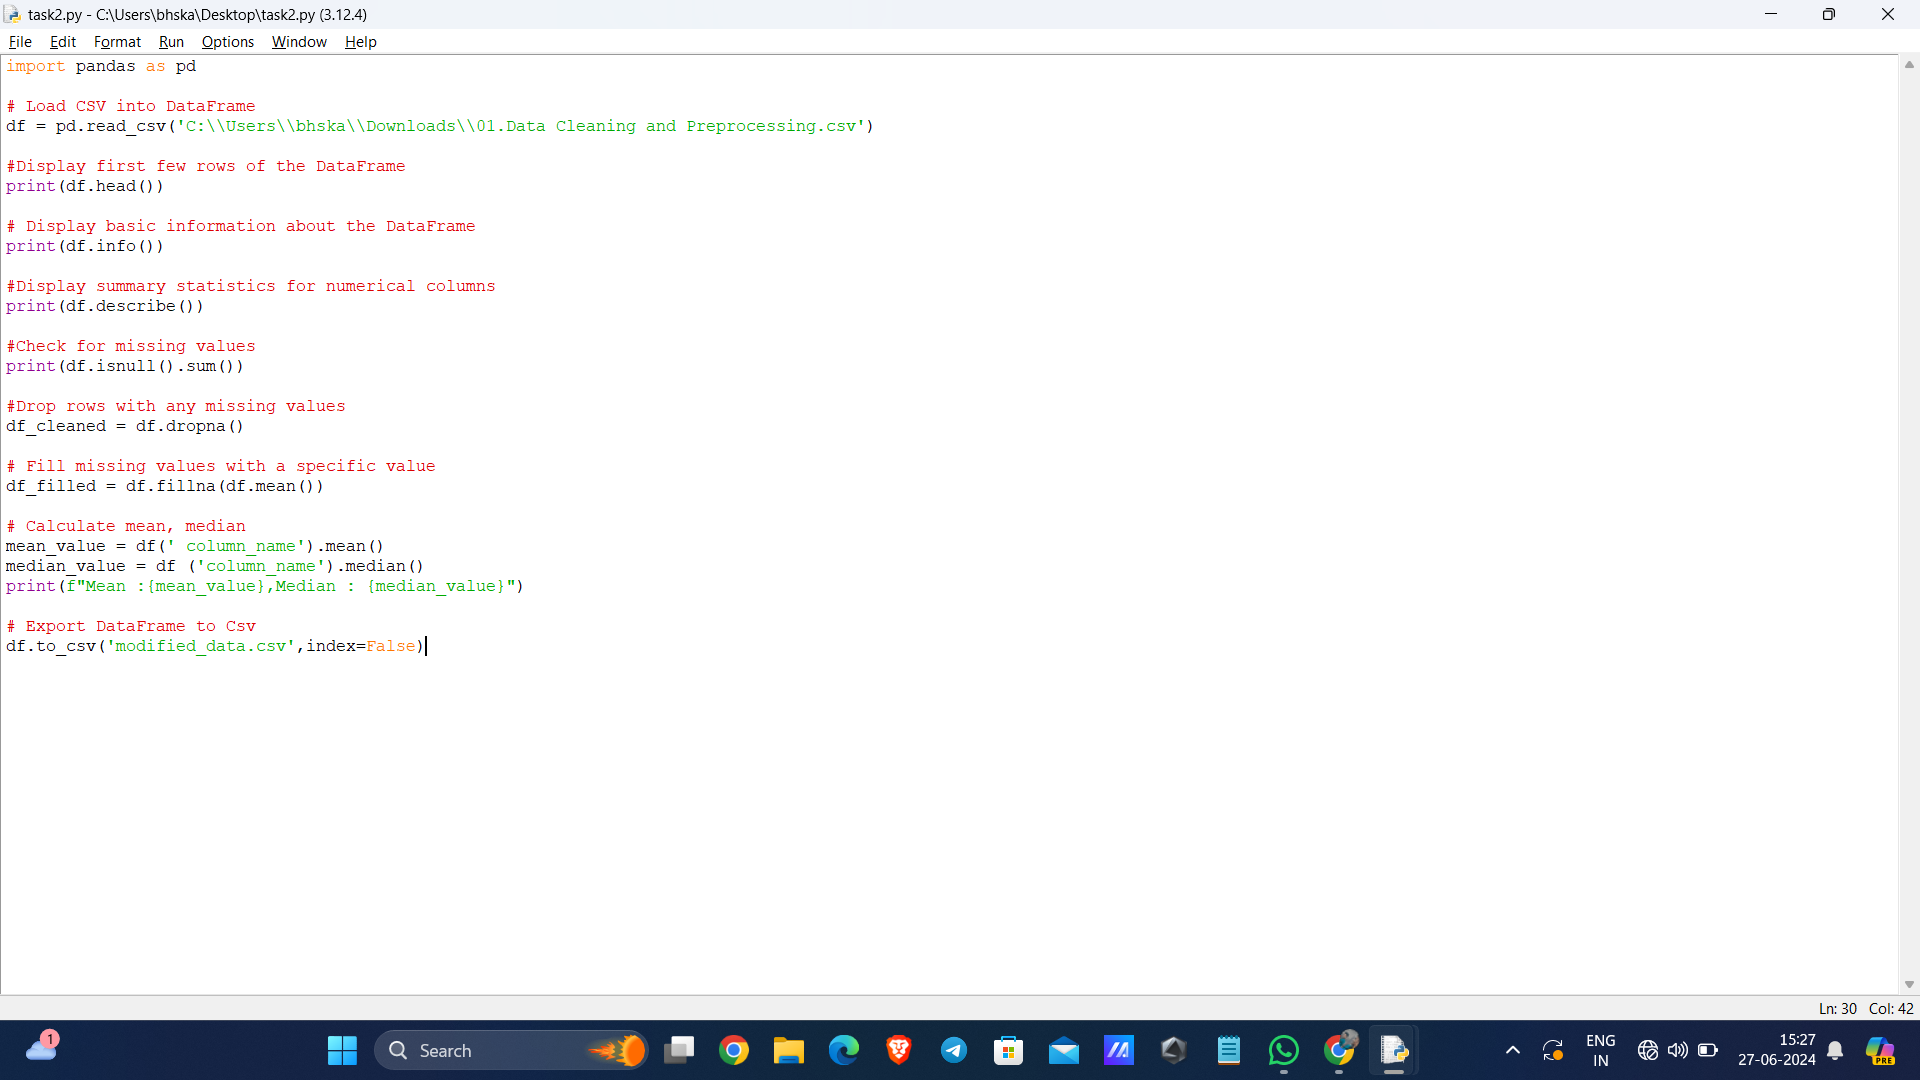 task2.py - C:\Users\bhska\Desktop\task2.py (3.12.4)
File Edit Format Run Options Window Help
import pandas as pd
# Load CSV into DataFrame
df = pd.read_csv('C:\\Users\\bhska\\Downloads\\01.Data Cleaning and Preprocessing.csv')
#Display first few rows of the DataFrame
print(df.head())
# Display basic information about the DataFrame
print(df.info())
#Display summary statistics for numerical columns
print(df.describe())
#Check for missing values
print(df.isnull().sum())
#Drop rows with any missing values
df_cleaned = df.dropna()
# Fill missing values with a specific value
df_filled = df.fillna(df.mean())
# Calculate mean, median
mean_value = df(' column_name').mean()
median_value = df ('column_name').median()
print(f"Mean :{mean_value},Median : {median_value}")
# Export DataFrame to Csv
df.to_csv('modified_data.csv',index=False)
Ln: 30 Col: 42
1
Search
ENG
IN
15:27
27-06-2024
PRE